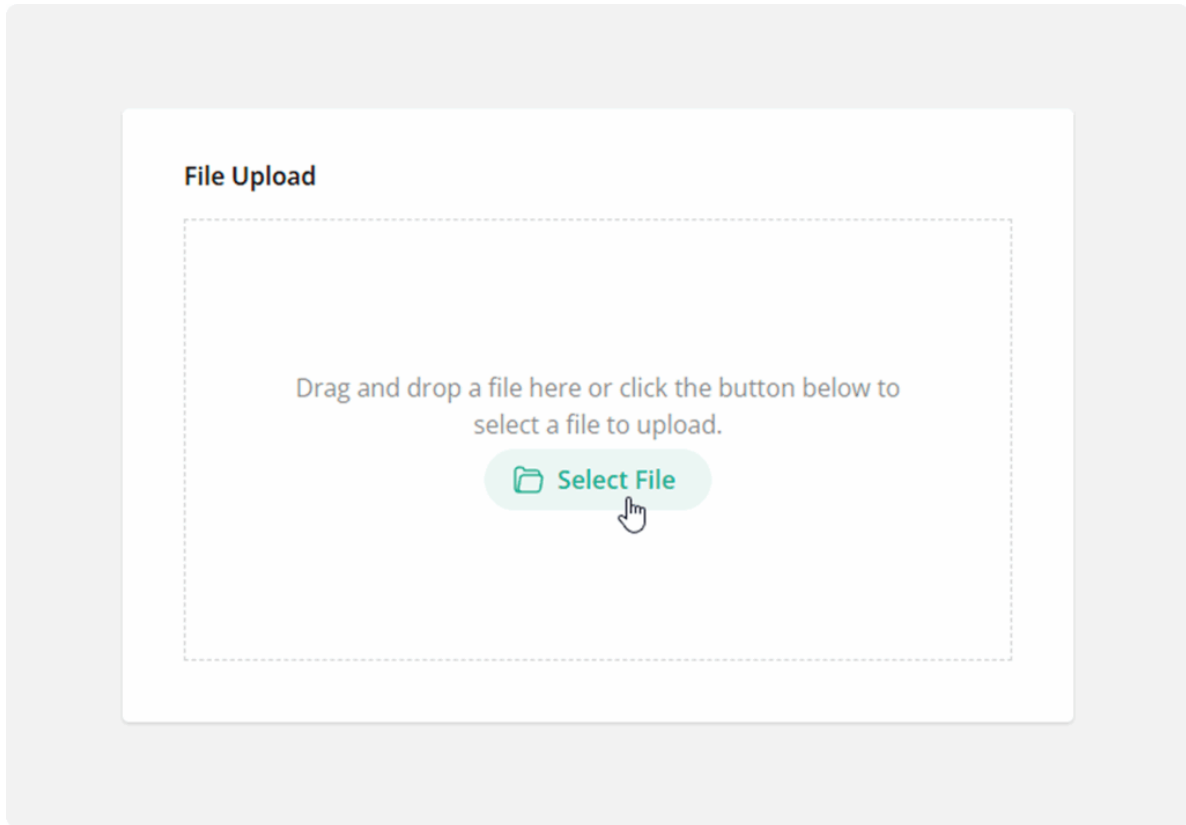 File Upload
Drag and drop a file here or click the button below to
select a file to upload.
Select File